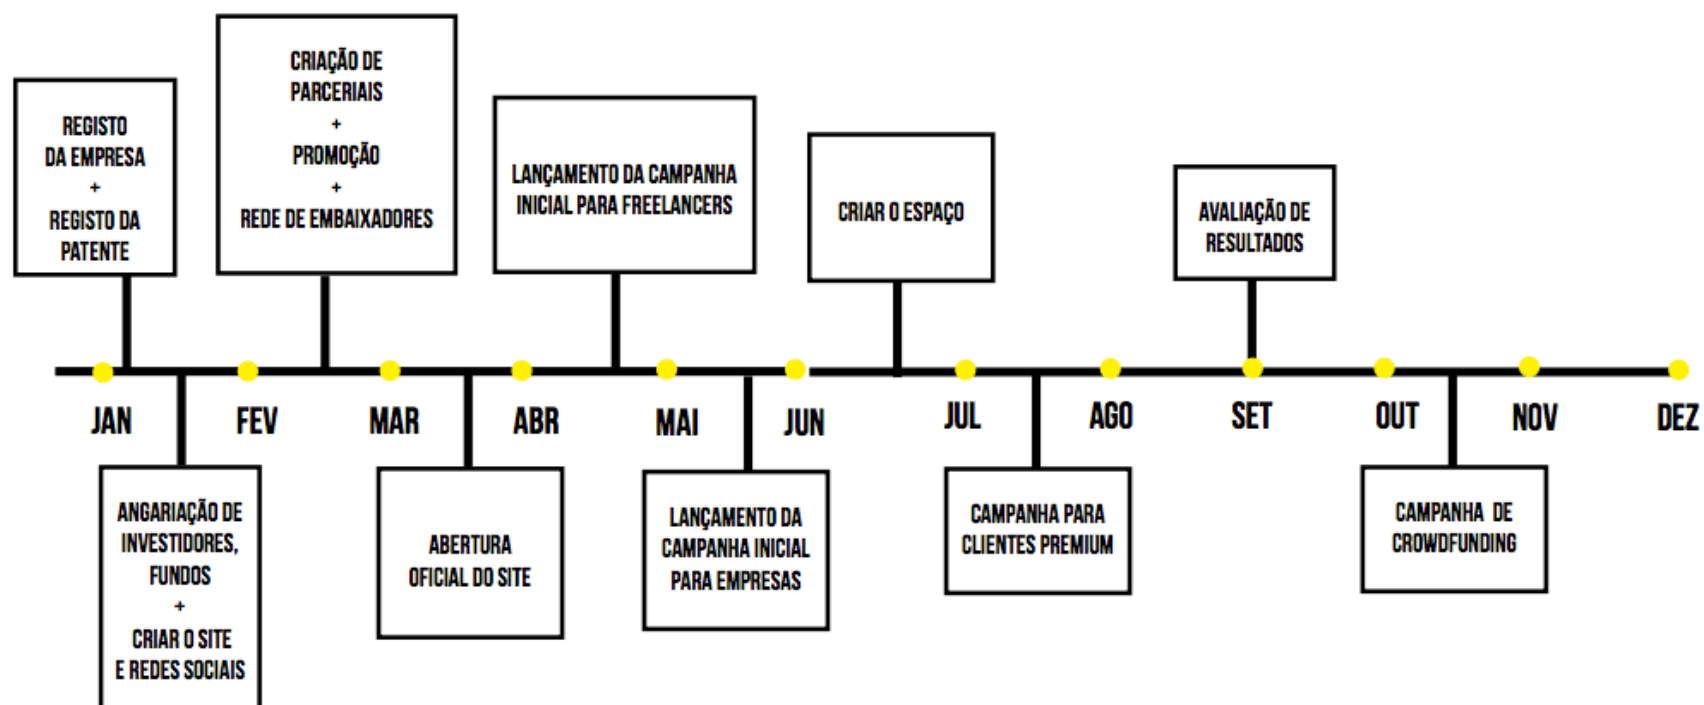 REGISTO
DA EMPRESA
+
REGISTO DA
PATENTE
CRIAÇÃO DE
PARCERIAIS
+
PROMOÇÃO
+
REDE DE EMBAIXADORES
LANÇAMENTO DA CAMPANHA
INICIAL PARA FREELANCERS
CRIAR O ESPAÇO
AVALIAÇÃO DE
RESULTADOS
JAN
FEV
MAR
ABR
MAI
JUN
JUL
AGO
SET
OUT
NOV
DEZ
ANGARIAÇÃO DE
INVESTIDORES,
FUNDOS
+
CRIAR O SITE
E REDES SOCIAIS
ABERTURA
OFICIAL DO SITE
LANÇAMENTO DA
CAMPANHA INICIAL
PARA EMPRESAS
CAMPANHA PARA
CLIENTES PREMIUM
CAMPANHA DE
CROWDFUNDING